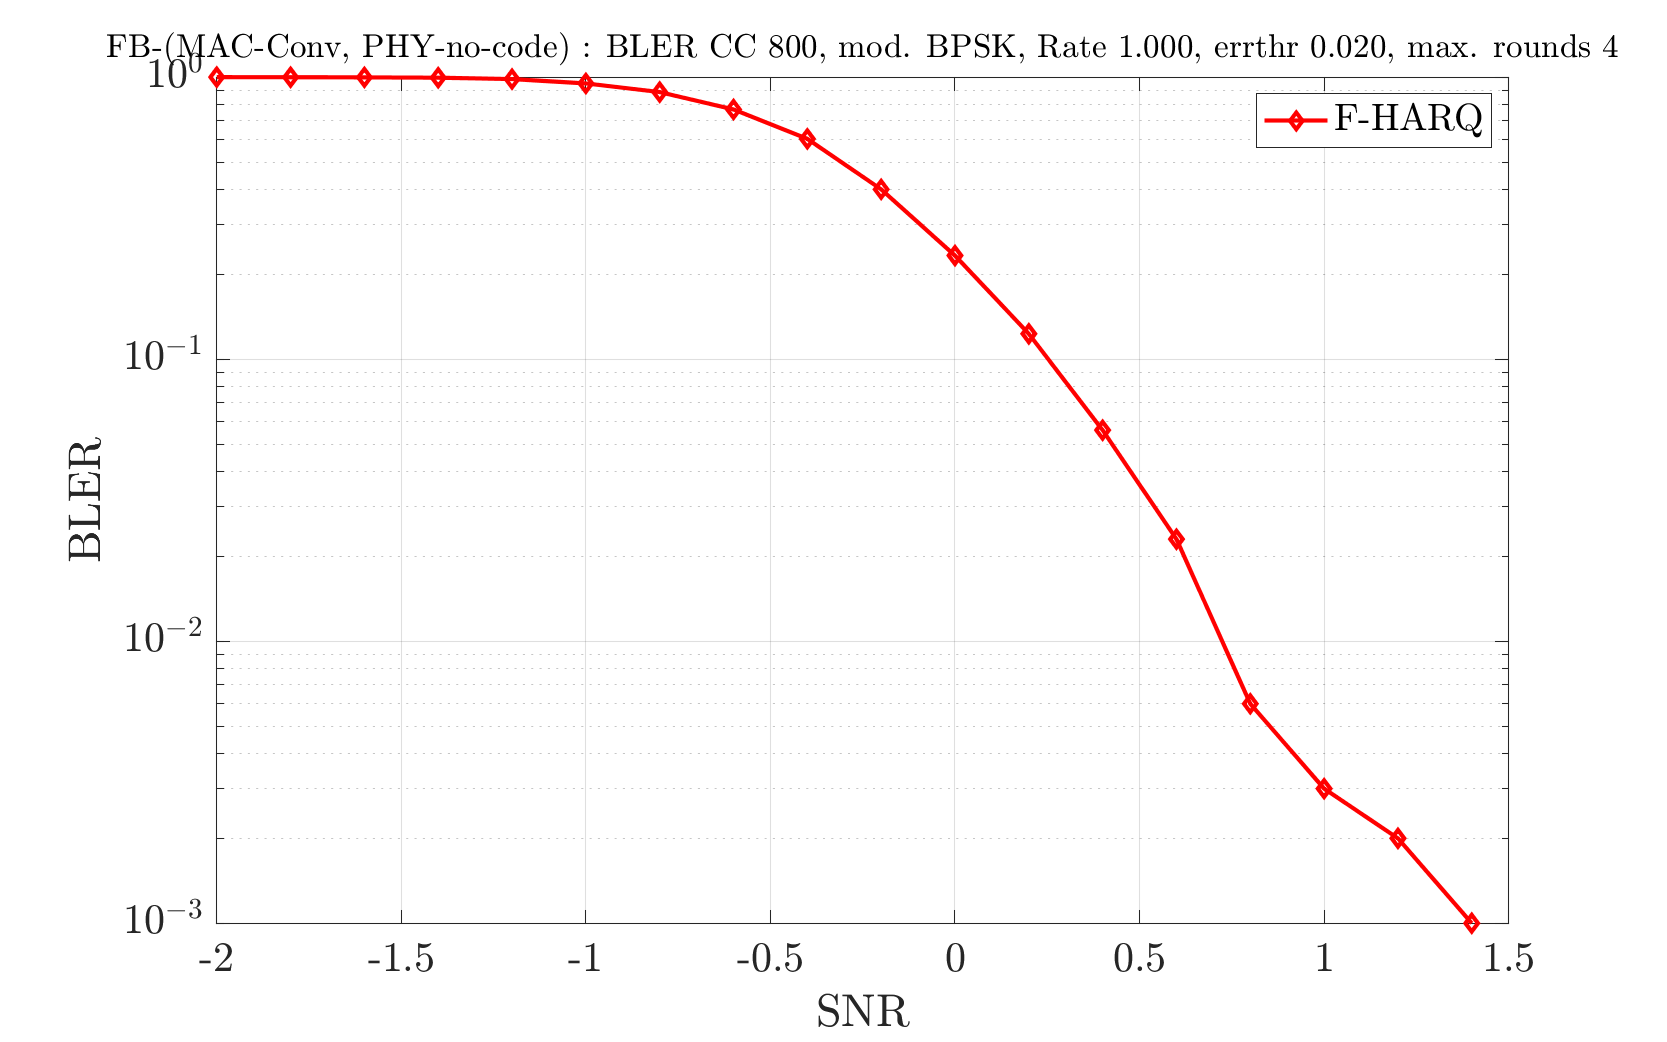 FB-(MAC-Conv, PHY-no-code) : BLER CC 800, mod. BPSK, Rate 1.000, errthr 0.020, max. rounds 4
10⁰
F-HARQ
10⁻¹
BLER
10⁻²
10⁻³
-2 -1.5 -1 -0.5 0 0.5 1 1.5
SNR